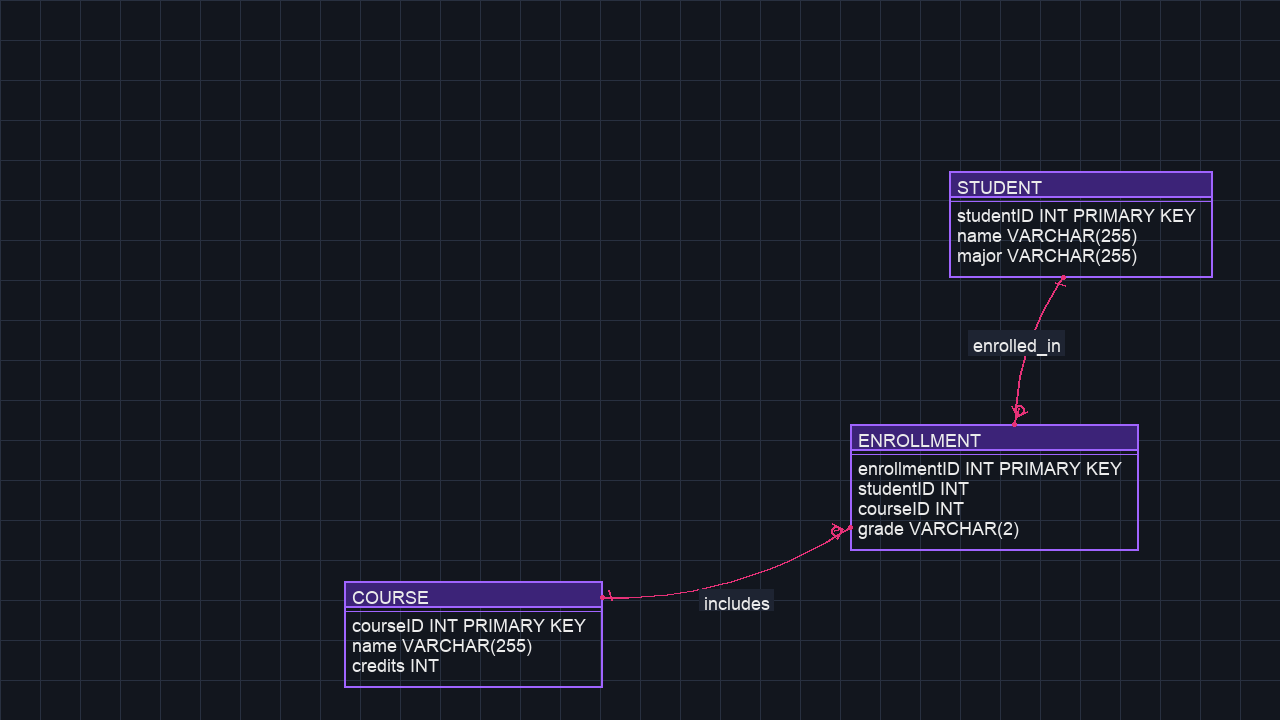 STUDENT
studentID INT PRIMARY KEY
name VARCHAR(255)
major VARCHAR(255)
enrolled_in
ENROLLMENT
enrollmentID INT PRIMARY KEY
studentID INT
courseID INT
grade VARCHAR(2)
includes
COURSE
courseID INT PRIMARY KEY
name VARCHAR(255)
credits INT